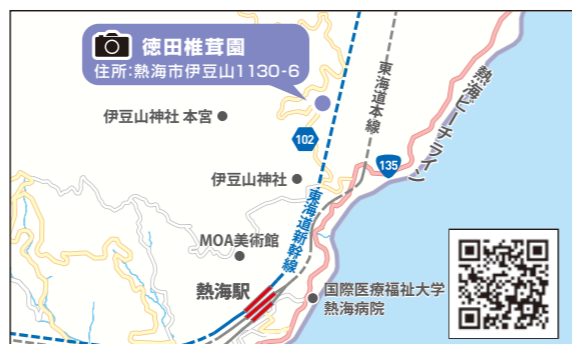 徳田椎茸園
住所:熱海市伊豆山1130-6
伊豆山神社 本宮
102
東海道本線
熱海ビーチライン
135
伊豆山神社
東海道新幹線
MOA美術館
熱海駅
国際医療福祉大学
熱海病院